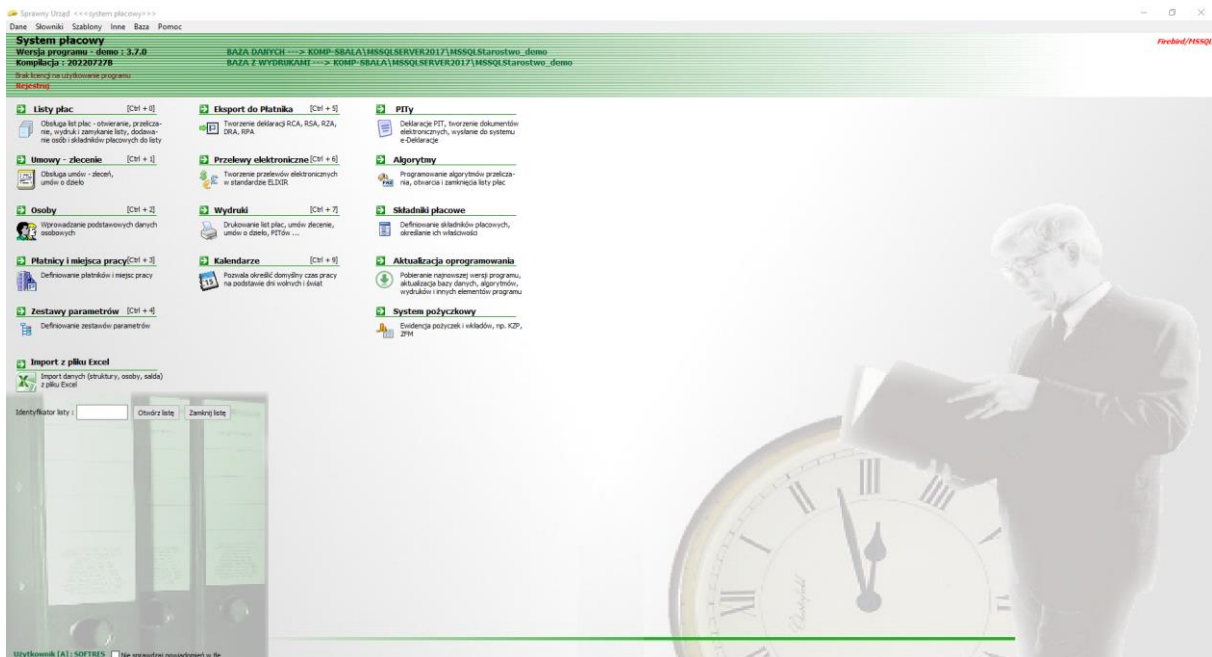 Sprawny Urząd <<<system płacowy>>>
Dane Słowniki Szablony Inne Baza Pomoc
System płacowy
Wersja programu - demo : 3.7.0
Kompilacja : 20220727B
Brak licencji na użytkowanie programu
Rejestruj
BAZA DANYCH ---> KOMP-SBALA\MSSQLSERVER2017\MSSQLStarostwo_demo
BAZA Z WYDRUKAMI ---> KOMP-SBALA\MSSQLSERVER2017\MSSQLStarostwo_demo
Firebird/MSSQL
Listy płac [Ctrl + 0]
Obsługa list płac - otwieranie, przelicza-
nie, wydruk i zamykanie listy, dodawa-
nie osób i składników płacowych do listy
Umowy - zlecenie [Ctrl + 1]
Obsługa umów - zleceń,
umów o dzieło
Osoby [Ctrl + 2]
Wprowadzanie podstawowych danych
osobowych
Płatnicy i miejsca pracy [Ctrl + 3]
Definiowanie płatników i miejsc pracy
Zestawy parametrów [Ctrl + 4]
Definiowanie zestawów parametrów
Import z pliku Excel
Import danych (struktury, osoby, salda)
z pliku Excel
Identyfikator listy :
Otwórz listę
Zamknij listę
Eksport do Płatnika [Ctrl + 5]
Tworzenie deklaracji RCA, RSA, RZA,
DRA, RPA
Przelewy elektroniczne [Ctrl + 6]
Tworzenie przelewów elektronicznych
w standardzie ELIXIR
Wydruki [Ctrl + 7]
Drukowanie list płac, umów zlecenie,
umów o dzieło, PITów ...
Kalendarze [Ctrl + 9]
Pozwala określić domyślny czas pracy
na podstawie dni wolnych i świat
PITy
Deklaracje PIT, tworzenie dokumentów
elektronicznych, wysłanie do systemu
e-Deklaracje
Algorytmy
Programowanie algorytmów przelicza-
nia, otwarcia i zamknięcia listy płac
Składniki płacowe
Definiowanie składników płacowych,
określanie ich właściwości
Aktualizacja oprogramowania
Pobieranie najnowszej wersji programu,
aktualizacja bazy danych, algorytmów,
wydruków i innych elementów programu
System pożyczkowy
Ewidencja pożyczek i wkładów, np. KZP,
ZFM
Użytkownik [A] : SOFTRES
Nie sprawdzaj powiadomień w tle